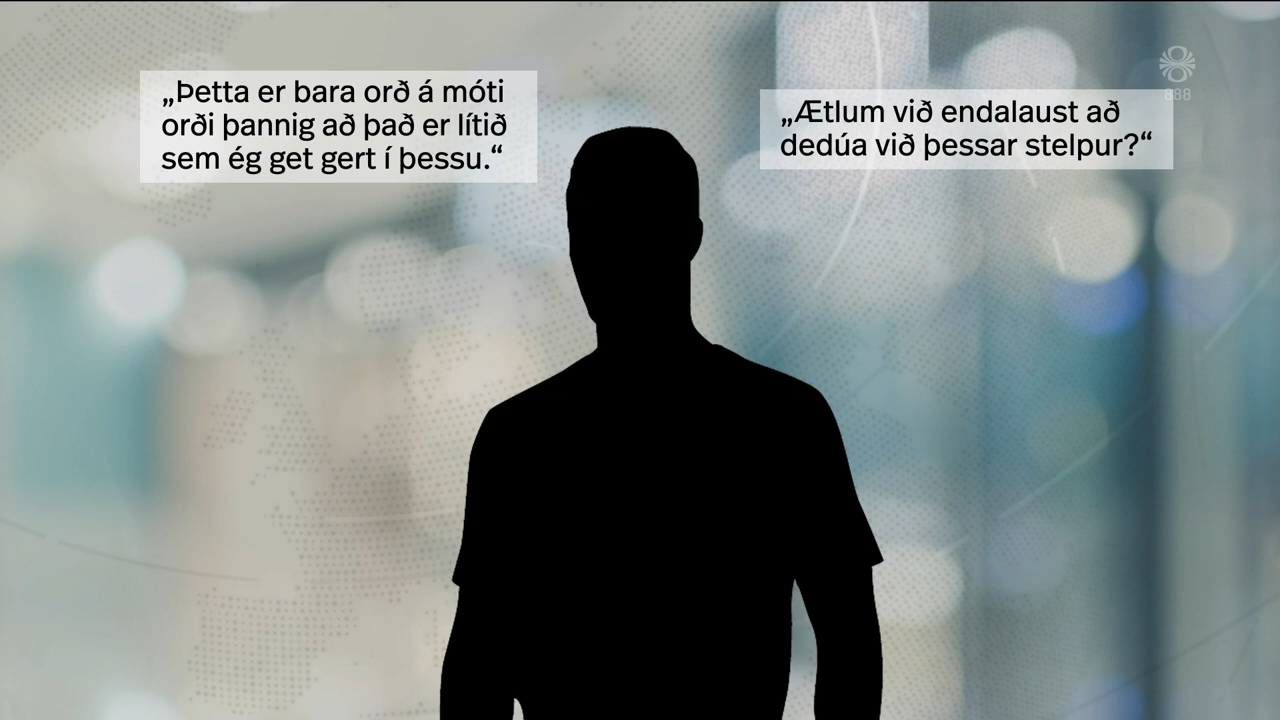 „Þetta er bara orð á móti
orði þannig að það er lítið
sem ég get gert í þessu.“
„Ætlum við endalaust að
dedúa við þessar stelpur?“
888